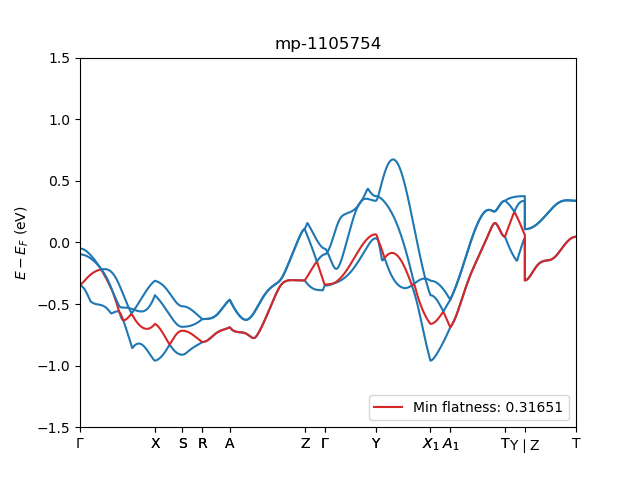 mp-1105754
E − E_F (eV)
1.5
1.0
0.5
0.0
−0.5
−1.0
−1.5
Min flatness: 0.31651
Γ X S R A Z Γ Y X₁ A₁ T Y | Z T